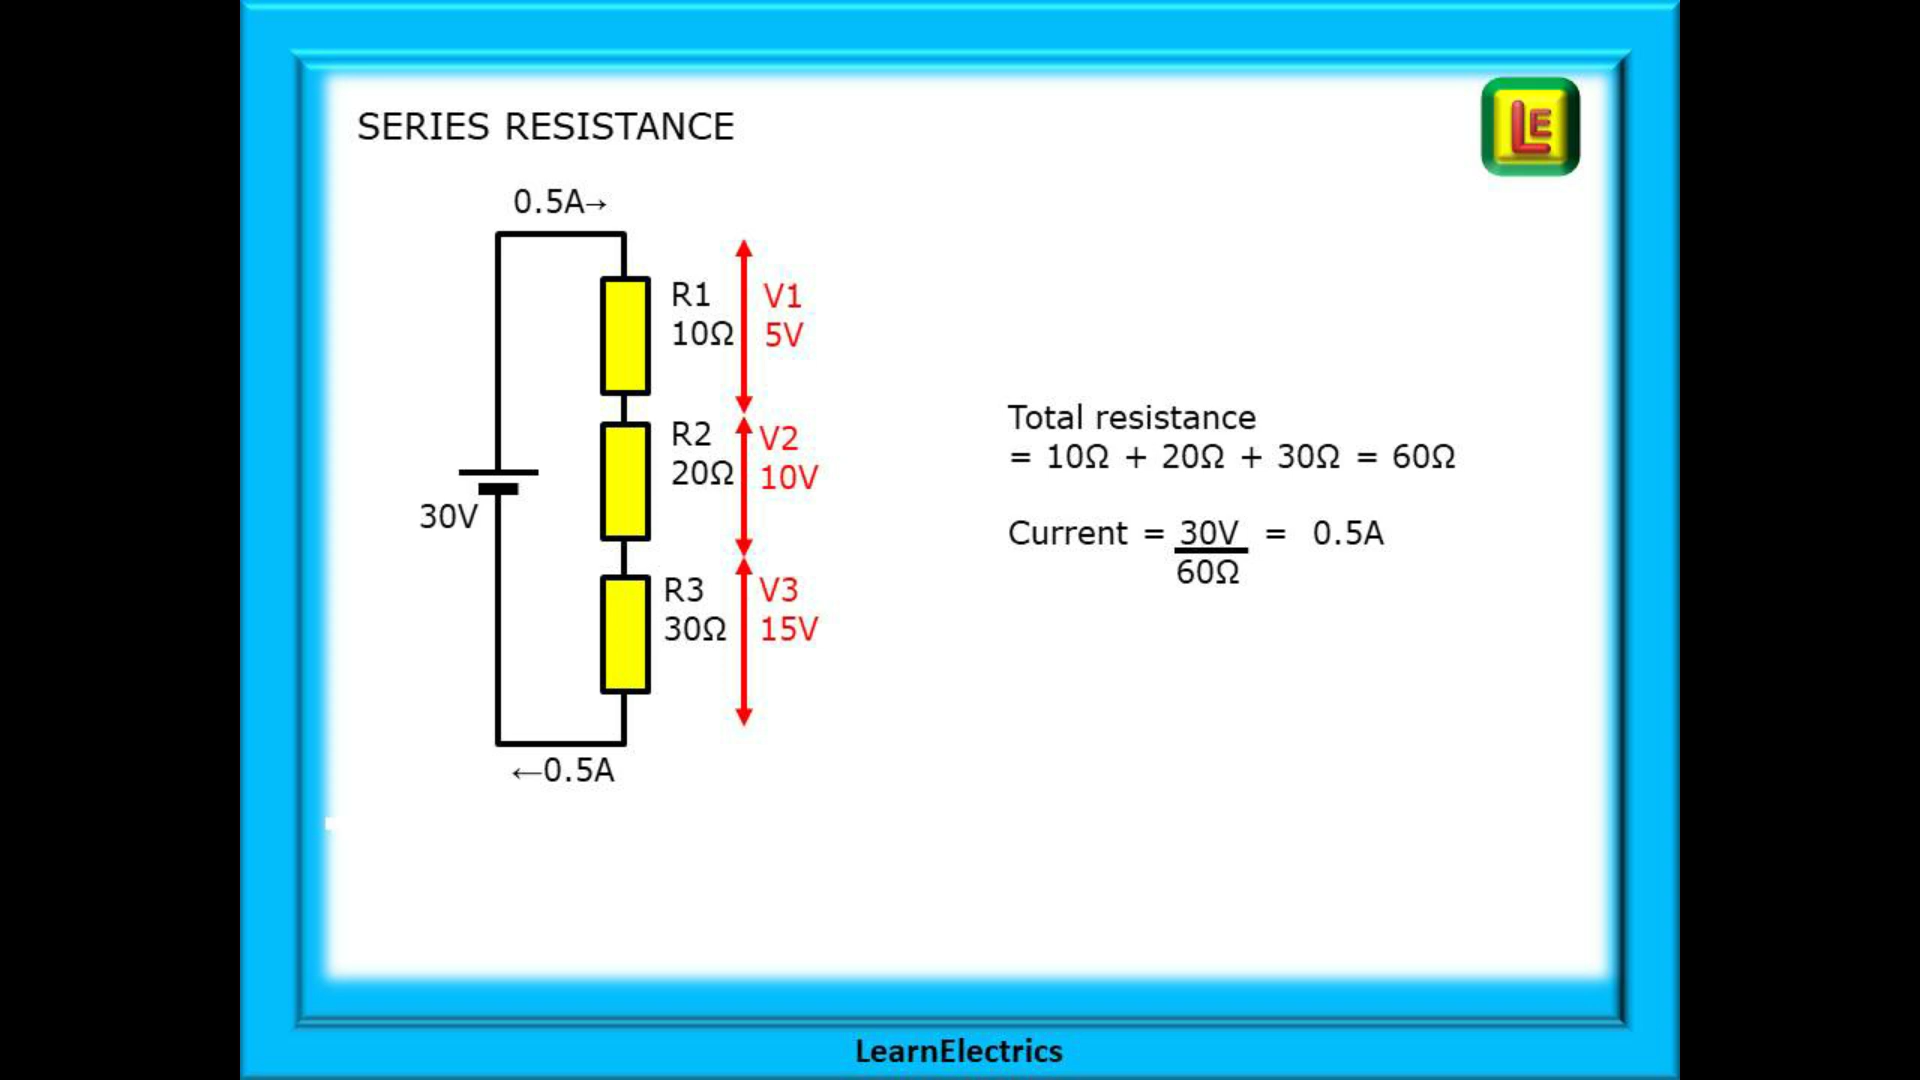 SERIES RESISTANCE
LE
0.5A→
R1
10Ω
V1
5V
R2
20Ω
V2
10V
30V
R3
30Ω
V3
15V
←0.5A
Total resistance
= 10Ω + 20Ω + 30Ω = 60Ω
Current = 30V = 0.5A
60Ω
LearnElectrics